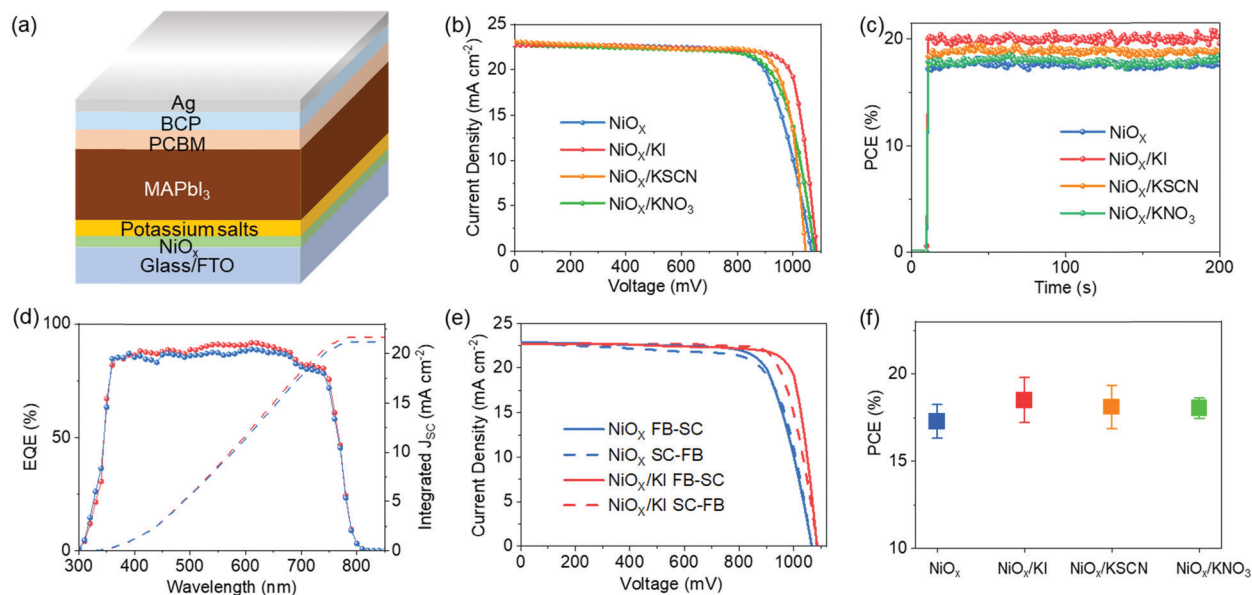 (a)
Ag
BCP
PCBM
MAPbI₃
Potassium salts
NiOₓ
Glass/FTO
(b)
25
20
15
10
5
0
0 200 400 600 800 1000
Current Density (mA cm⁻²)
Voltage (mV)
NiOₓ
NiOₓ/KI
NiOₓ/KSCN
NiOₓ/KNO₃
(c)
20
10
0
0 100 200
PCE (%)
Time (s)
NiOₓ
NiOₓ/KI
NiOₓ/KSCN
NiOₓ/KNO₃
(d)
100
50
0
300 400 500 600 700 800
EQE (%)
Wavelength (nm)
20
15
10
5
0
Integrated J_SC (mA cm⁻²)
(e)
25
20
15
10
5
0
0 200 400 600 800 1000
Current Density (mA cm⁻²)
Voltage (mV)
NiOₓ FB-SC
NiOₓ SC-FB
NiOₓ/KI FB-SC
NiOₓ/KI SC-FB
(f)
20
15
10
PCE (%)
NiOₓ NiOₓ/KI NiOₓ/KSCN NiOₓ/KNO₃